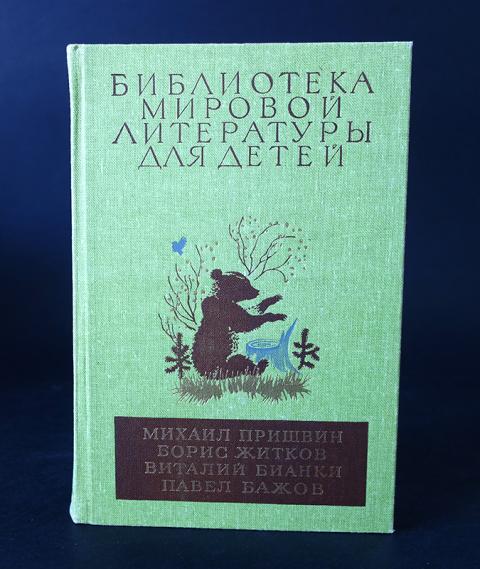 БИБЛИОТЕКА
МИРОВОЙ
ЛИТЕРАТУРЫ
ДЛЯ ДЕТЕЙ
МИХАИЛ ПРИШВИН
БОРИС ЖИТКОВ
ВИТАЛИЙ БИАНКИ
ПАВЕЛ БАЖОВ